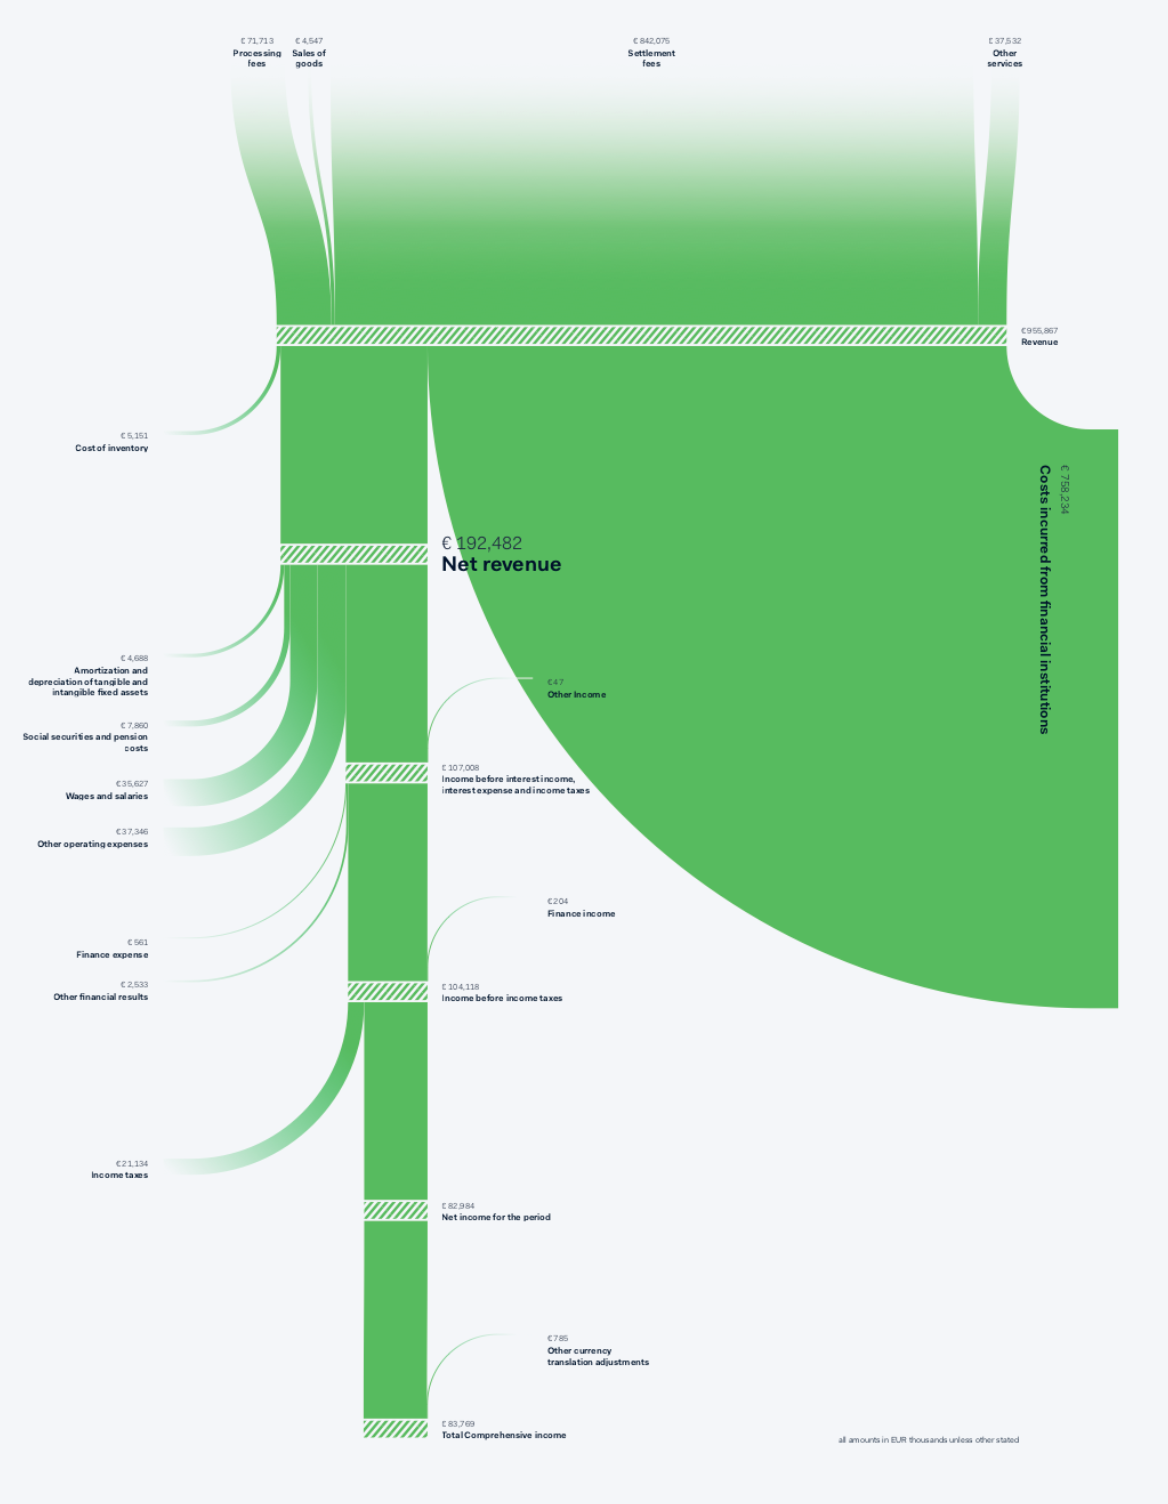 € 71,713
Processing
fees
€ 4,547
Sales of
goods
€ 842,075
Settlement
fees
€ 37,532
Other
services
€ 955,867
Revenue
€ 5,151
Cost of inventory
€ 758,234
Costs incurred from financial institutions
€ 192,482
Net revenue
€ 4,688
Amortization and
depreciation of tangible and
intangible fixed assets
€ 47
Other Income
€ 7,860
Social securities and pension
costs
€ 107,008
Income before interest income,
interest expense and income taxes
€ 35,627
Wages and salaries
€ 37,346
Other operating expenses
€ 204
Finance income
€ 561
Finance expense
€ 2,533
Other financial results
€ 104,118
Income before income taxes
€ 21,134
Income taxes
€ 82,984
Net income for the period
€ 785
Other currency
translation adjustments
€ 83,769
Total Comprehensive income
all amounts in EUR thousands unless other stated